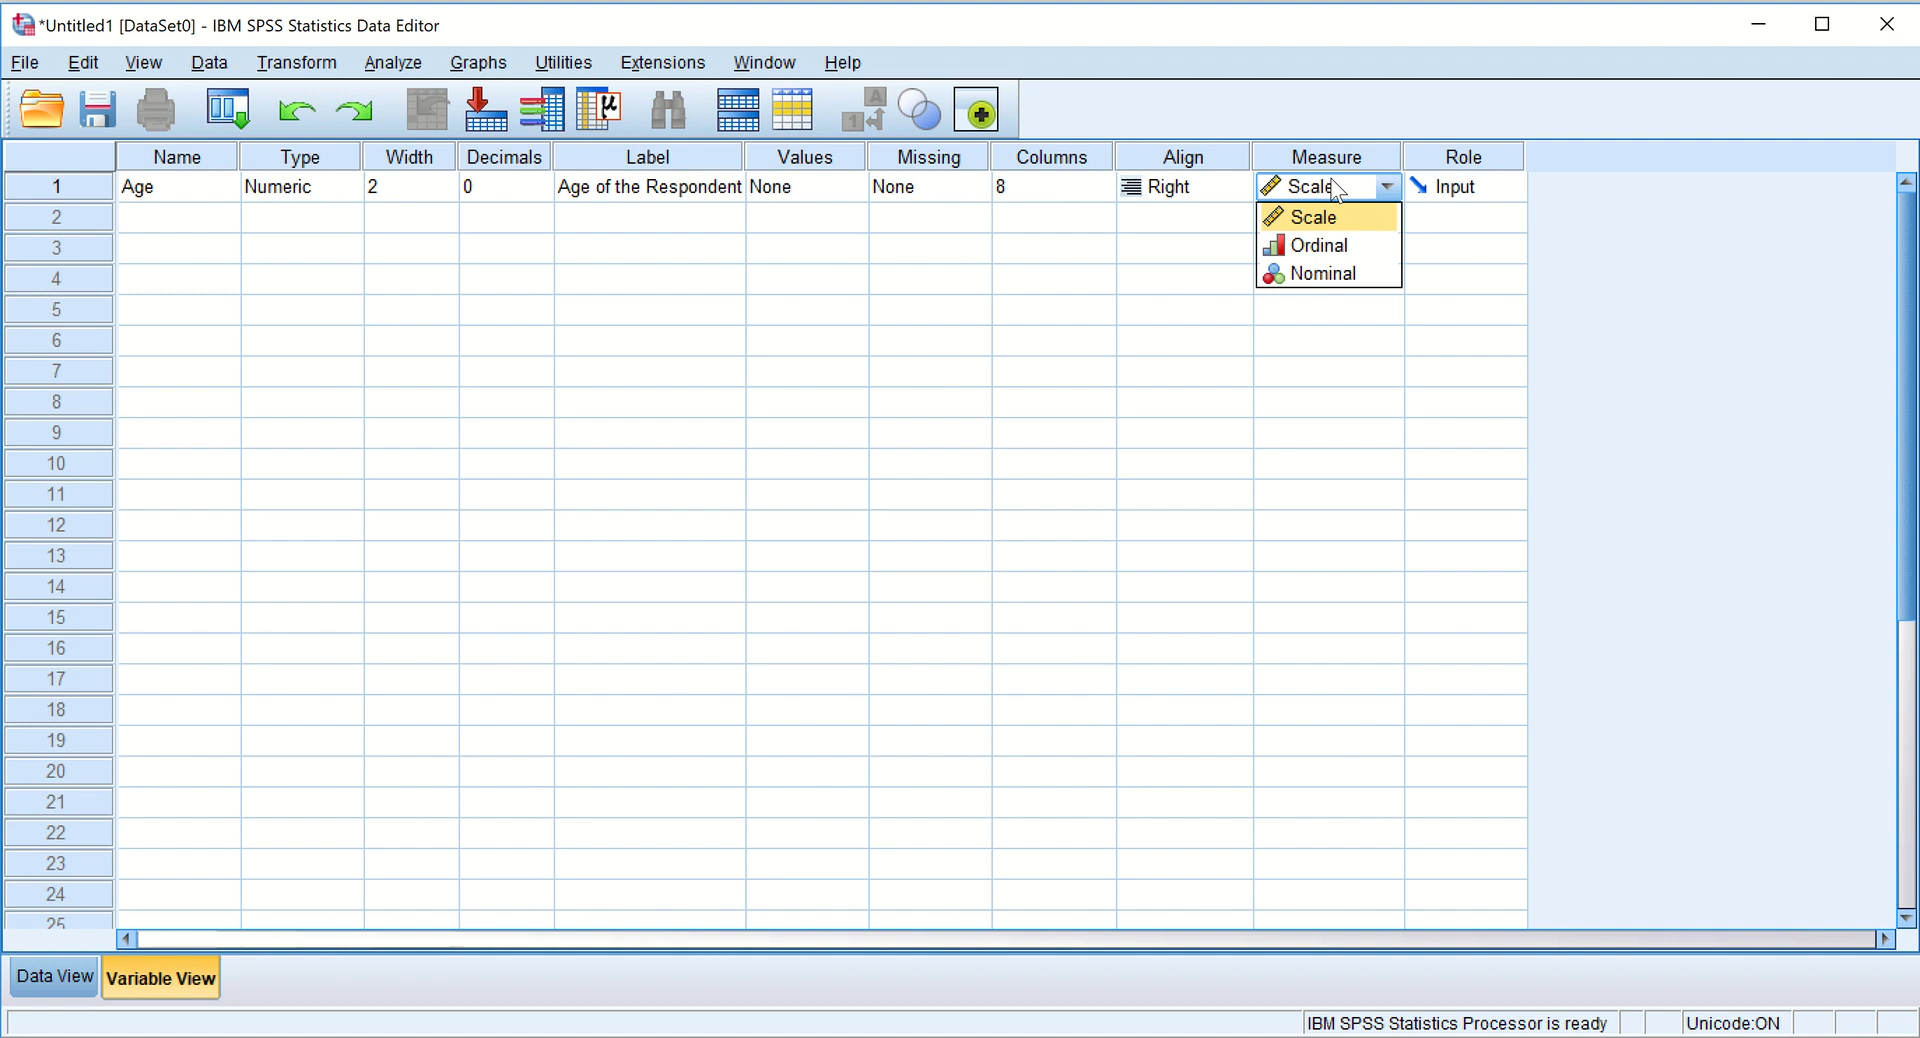 *Untitled1 [DataSet0] - IBM SPSS Statistics Data Editor
File Edit View Data Transform Analyze Graphs Utilities Extensions Window Help
Name Type Width Decimals Label Values Missing Columns Align Measure Role
1 Age Numeric 2 0 Age of the Respondent None None 8 Right Scale Input
2 Scale
3 Ordinal
4 Nominal
5
6
7
8
9
10
11
12
13
14
15
16
17
18
19
20
21
22
23
24
25
Data View Variable View
IBM SPSS Statistics Processor is ready Unicode:ON